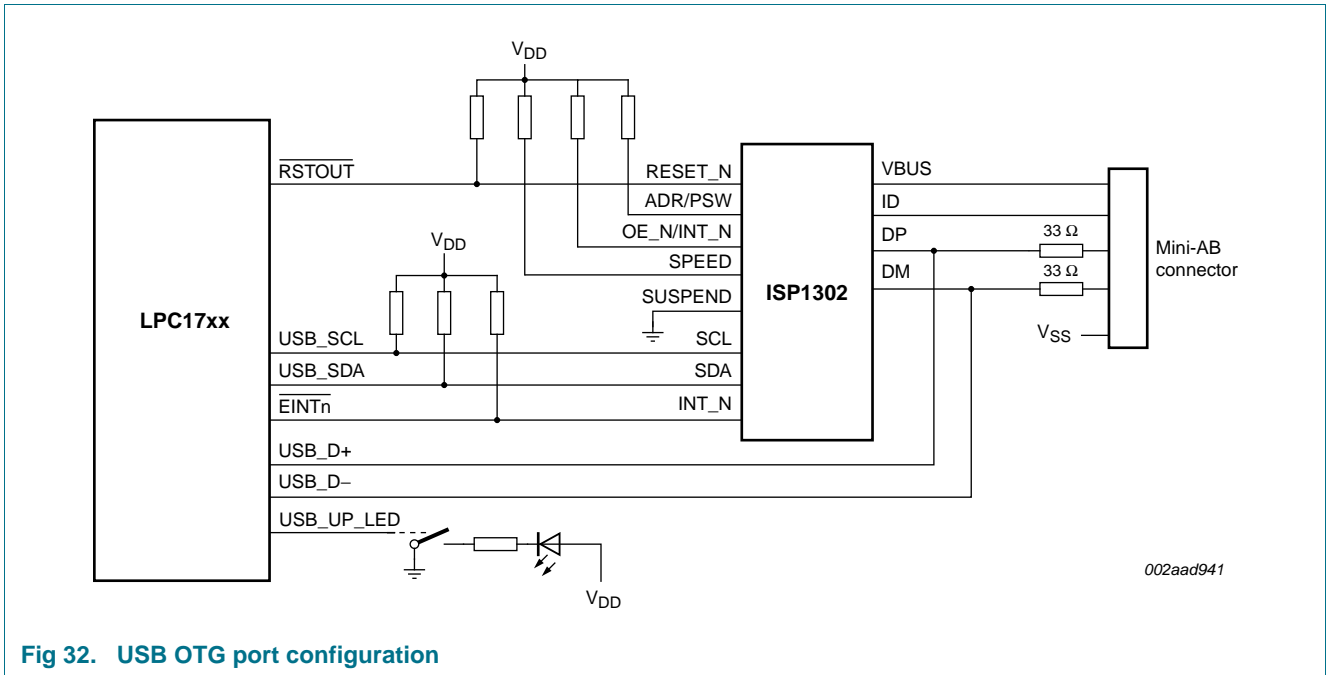 VDD
RSTOUT
RESET_N
VBUS
ADR/PSW
ID
OE_N/INT_N
DP
33 Ω
VDD
SPEED
DM
33 Ω
Mini-AB
connector
SUSPEND
ISP1302
LPC17xx
VSS
USB_SCL
SCL
USB_SDA
SDA
EINTn
INT_N
USB_D+
USB_D−
USB_UP_LED
002aad941
VDD
Fig 32. USB OTG port configuration